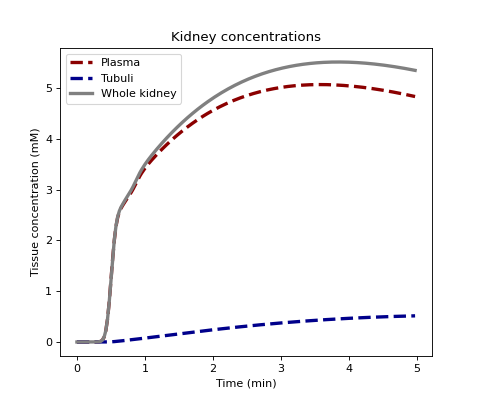 Kidney concentrations
Plasma
Tubuli
Whole kidney
Tissue concentration (mM)
5
4
3
2
1
0
0 1 2 3 4 5
Time (min)